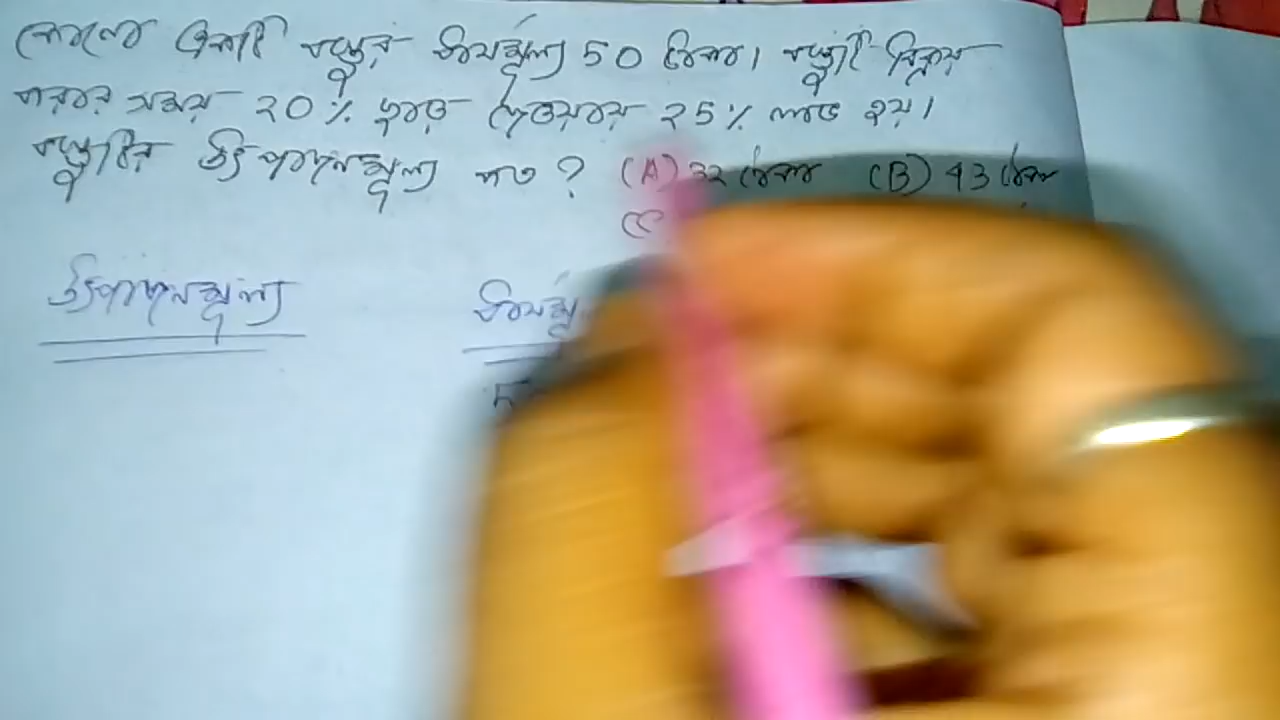 কোনো একটি বস্তুর ধার্যমূল্য 50 টাকা। বস্তুটি বিক্রয়
করার সময় 20 % ছাড় দেওয়ায় 25 % লাভ হয়।
বস্তুটির উৎপাদনমূল্য কত ? (A) 32 টাকা (B) 43 টাকা
(C
উৎপাদনমূল্য